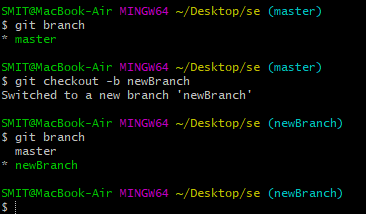 SMIT@MacBook-Air MINGW64 ~/Desktop/se (master)
$ git branch
* master
SMIT@MacBook-Air MINGW64 ~/Desktop/se (master)
$ git checkout -b newBranch
Switched to a new branch 'newBranch'
SMIT@MacBook-Air MINGW64 ~/Desktop/se (newBranch)
$ git branch
  master
* newBranch
SMIT@MacBook-Air MINGW64 ~/Desktop/se (newBranch)
$